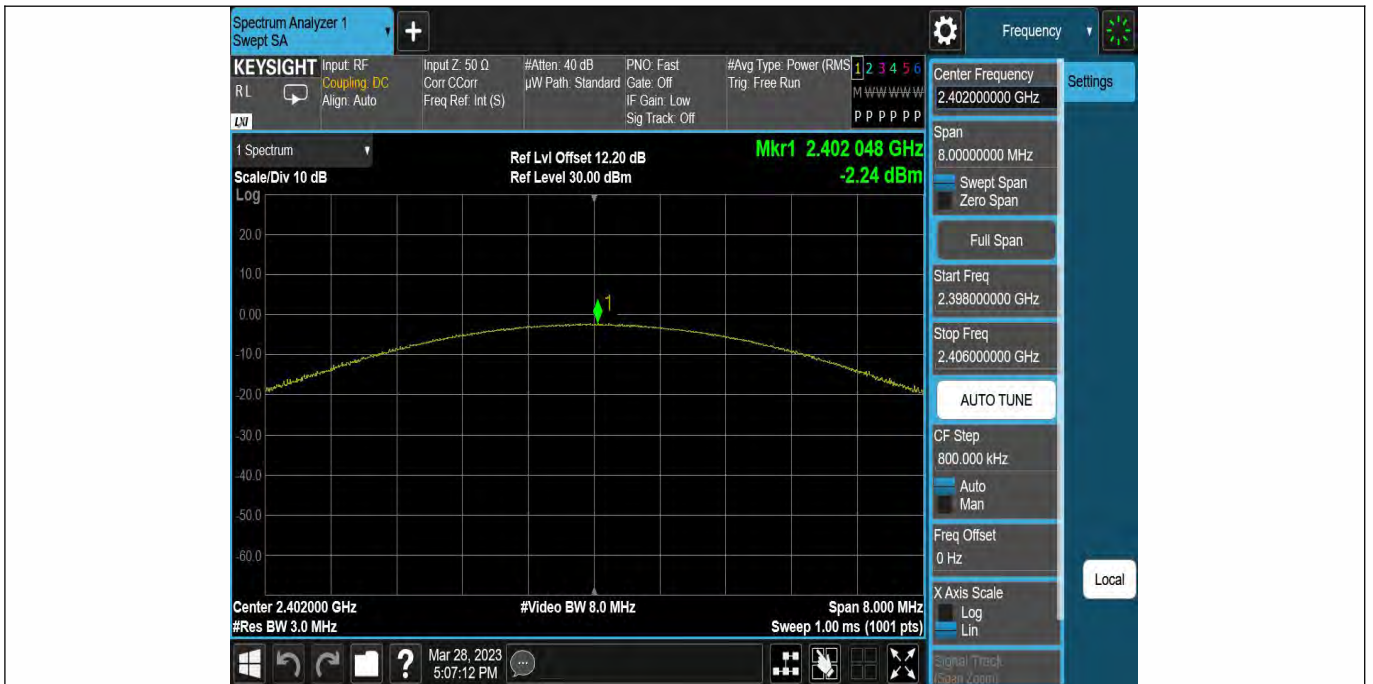 Spectrum Analyzer 1
Swept SA
+
Frequency
KEYSIGHT
RL
LXI
Input: RF
Coupling: DC
Align: Auto
Input Z: 50 Ω
Corr CCorr
Freq Ref: Int (S)
#Atten: 40 dB
µW Path: Standard
PNO: Fast
Gate: Off
IF Gain: Low
Sig Track: Off
#Avg Type: Power (RMS
Trig: Free Run
1 2 3 4 5 6
M W W W W W
P P P P P P
Center Frequency
2.402000000 GHz
Settings
1 Spectrum
Scale/Div 10 dB
Ref Lvl Offset 12.20 dB
Ref Level 30.00 dBm
Mkr1 2.402 048 GHz
-2.24 dBm
Log
20.0
10.0
0.00
-10.0
-20.0
-30.0
-40.0
-50.0
-60.0
1
Span
8.00000000 MHz
Swept Span
Zero Span
Full Span
Start Freq
2.398000000 GHz
Stop Freq
2.406000000 GHz
AUTO TUNE
CF Step
800.000 kHz
Auto
Man
Freq Offset
0 Hz
X Axis Scale
Log
Lin
Signal Track
(Span Zoom)
Local
Center 2.402000 GHz
#Res BW 3.0 MHz
#Video BW 8.0 MHz
Span 8.000 MHz
Sweep 1.00 ms (1001 pts)
?
Mar 28, 2023
5:07:12 PM